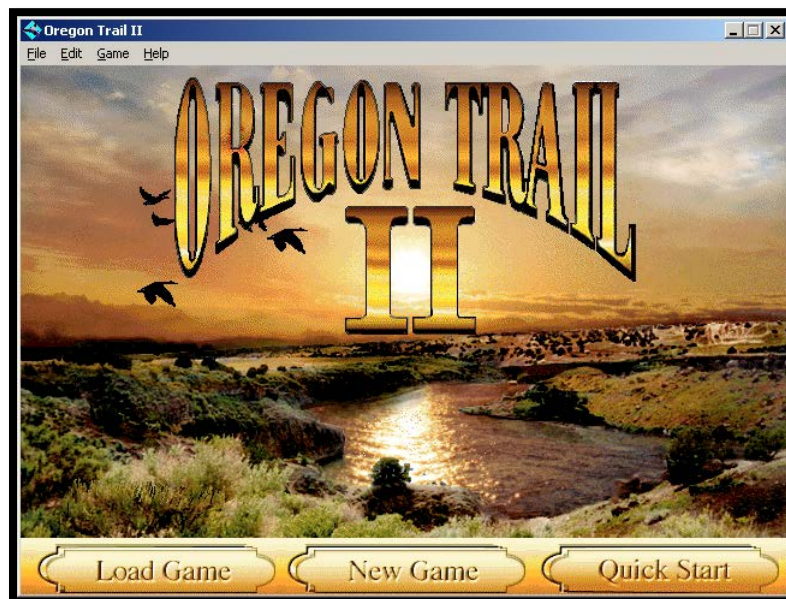 Oregon Trail II
File Edit Game Help
OREGON TRAIL
II
Load Game New Game Quick Start